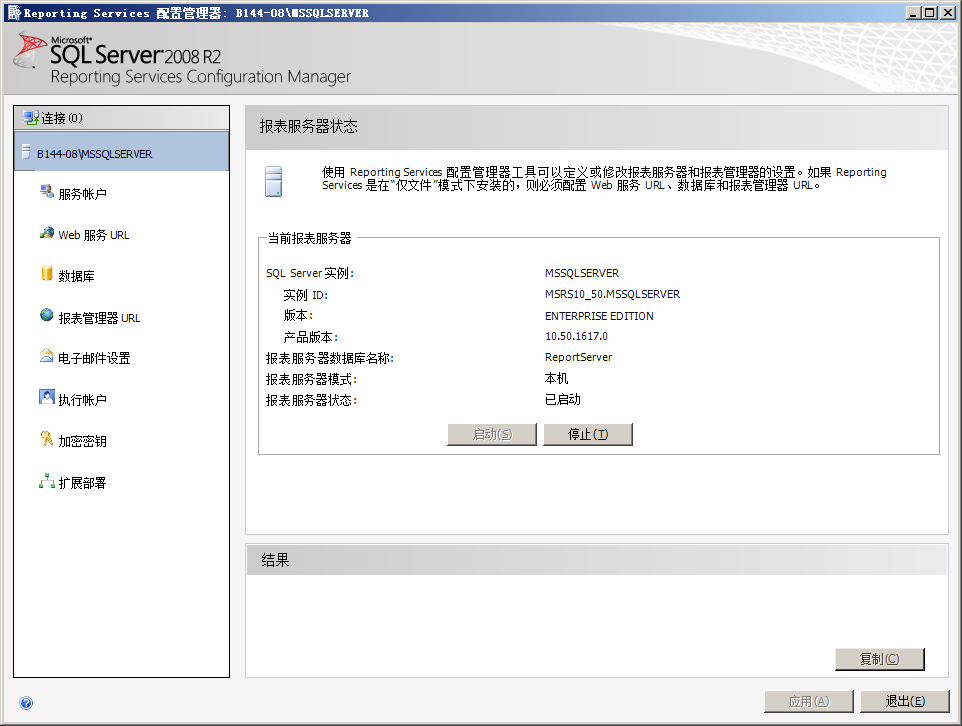 Reporting Services 配置管理器: B144-08\MSSQLSERVER
Microsoft®
SQL Server® 2008 R2
Reporting Services Configuration Manager
连接(O)
B144-08\MSSQLSERVER
服务帐户
Web 服务 URL
数据库
报表管理器 URL
电子邮件设置
执行帐户
加密密钥
扩展部署
报表服务器状态
使用 Reporting Services 配置管理器工具可以定义或修改报表服务器和报表管理器的设置。如果 Reporting
Services 是在“仅文件”模式下安装的，则必须配置 Web 服务 URL、数据库和报表管理器 URL。
当前报表服务器
SQL Server 实例: MSSQLSERVER
实例 ID: MSRS10_50.MSSQLSERVER
版本: ENTERPRISE EDITION
产品版本: 10.50.1617.0
报表服务器数据库名称: ReportServer
报表服务器模式: 本机
报表服务器状态: 已启动
启动(S) 停止(T)
结果
复制(C)
应用(A) 退出(E)